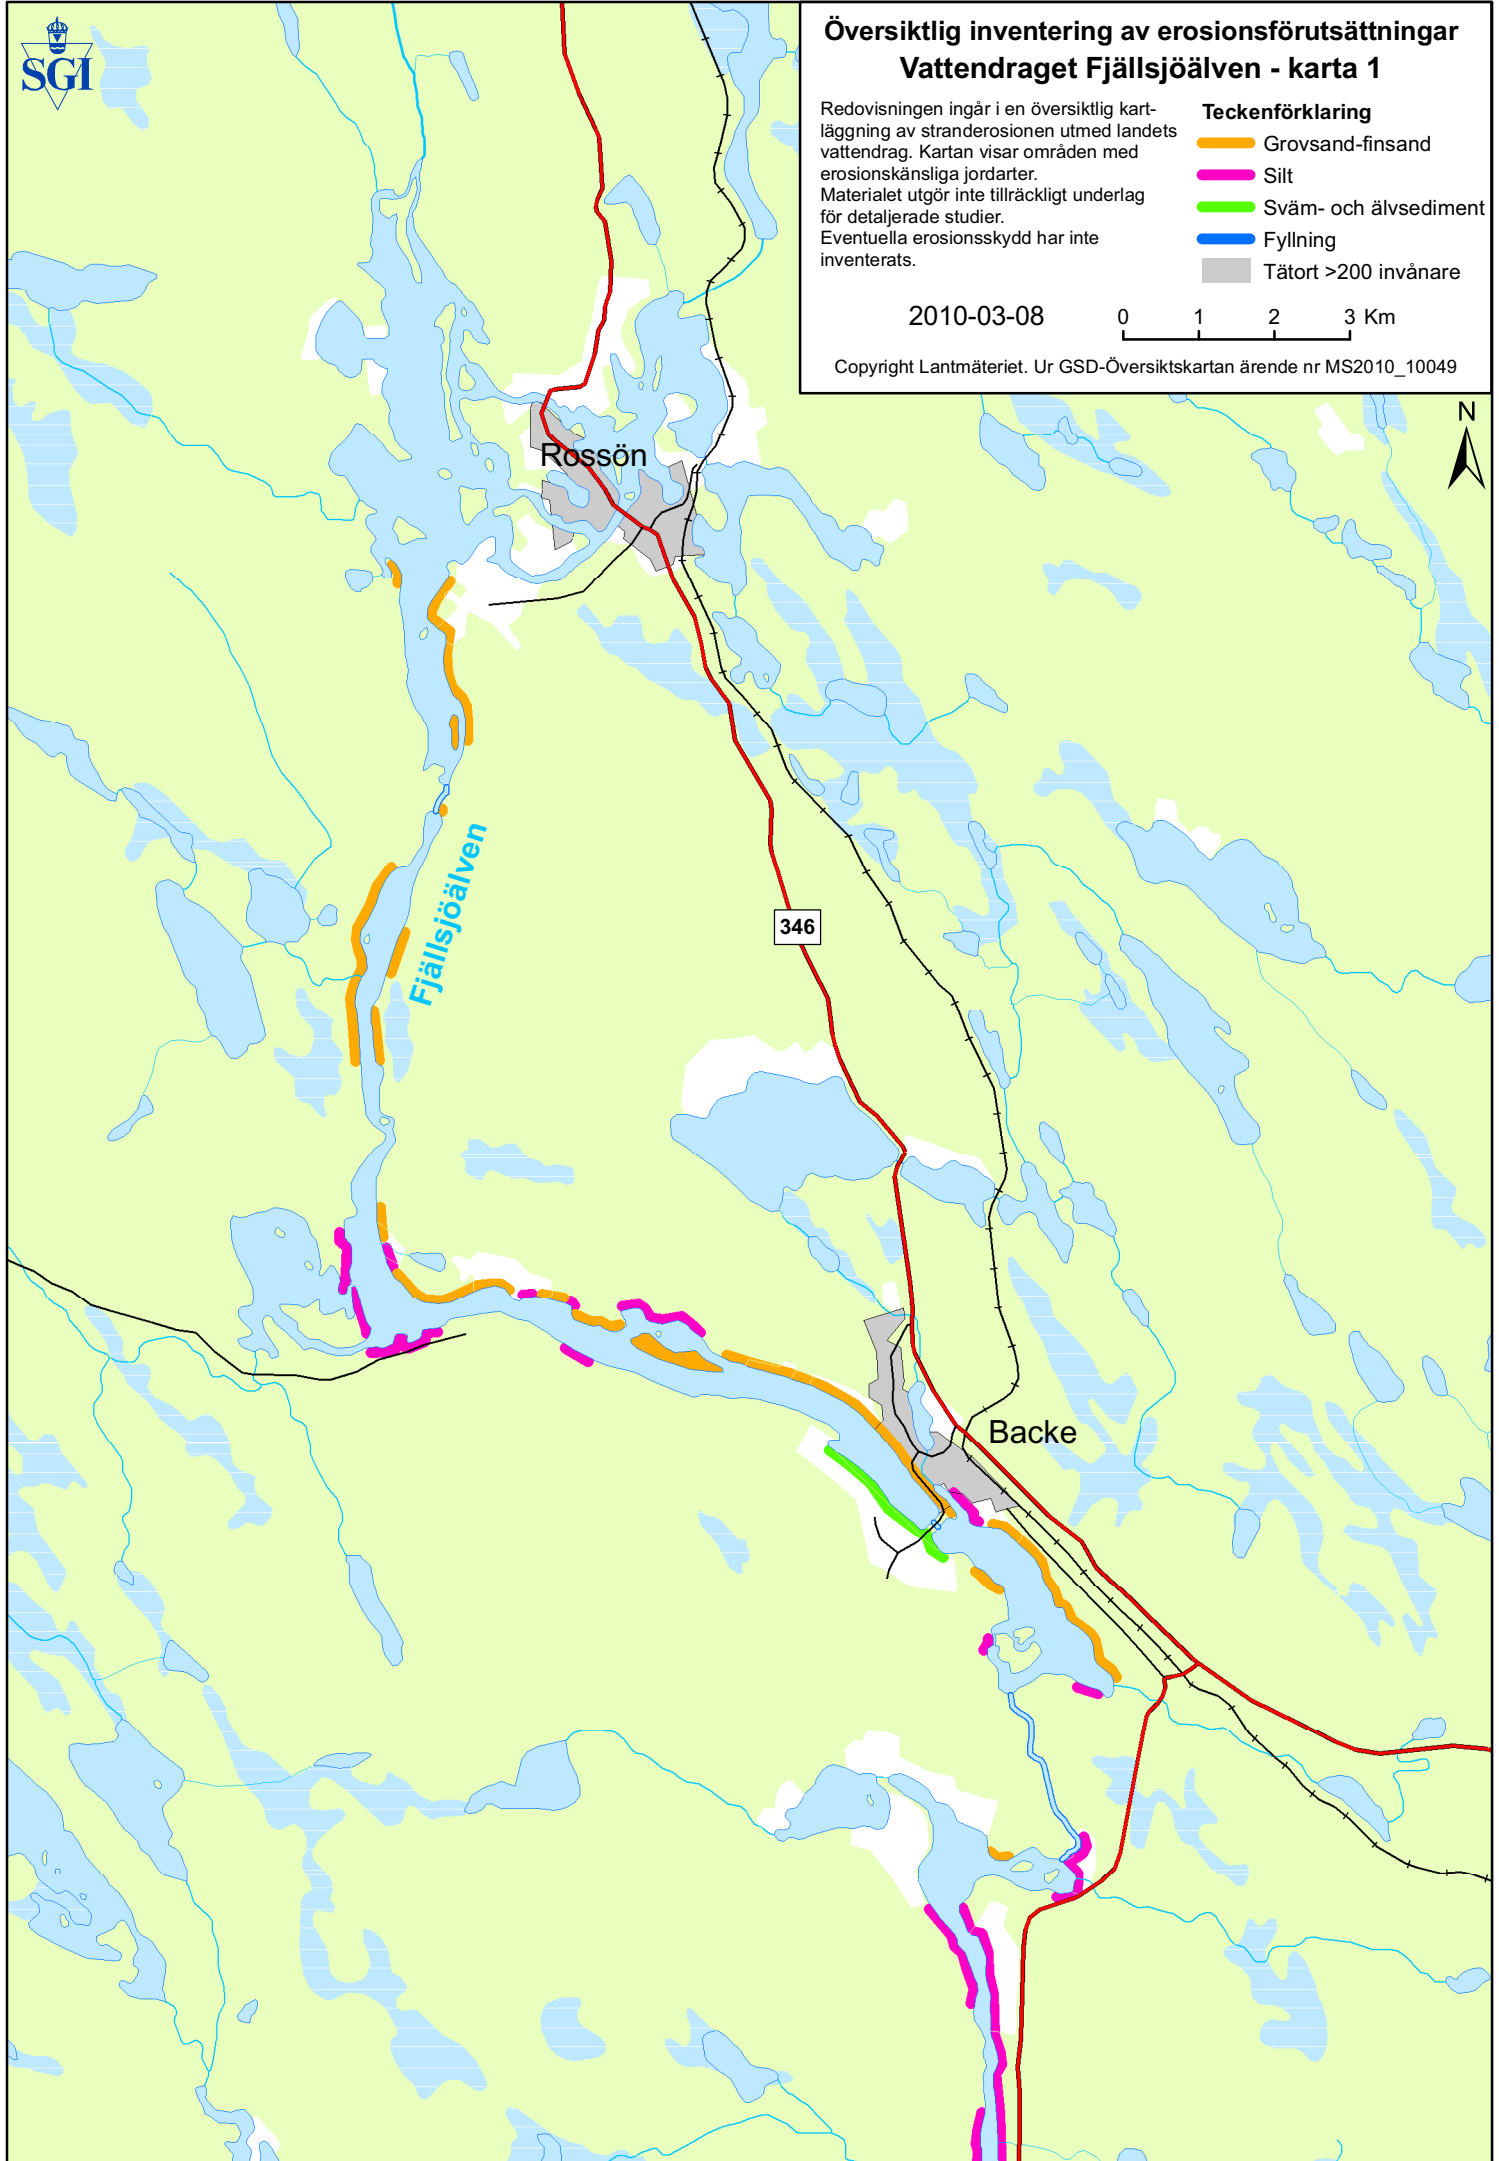 SGI
Översiktlig inventering av erosionsförutsättningar
Vattendraget Fjällsjöälven - karta 1
Redovisningen ingår i en översiktlig kart-
läggning av stranderosionen utmed landets
vattendrag. Kartan visar områden med
erosionskänsliga jordarter.
Materialet utgör inte tillräckligt underlag
för detaljerade studier.
Eventuella erosionsskydd har inte
inventerats.
Teckenförklaring
Grovsand-finsand
Silt
Sväm- och älvsediment
Fyllning
Tätort >200 invånare
2010-03-08
0 1 2 3 Km
Copyright Lantmäteriet. Ur GSD-Översiktskartan ärende nr MS2010_10049
N
Rossön
Fjällsjöälven
346
Backe